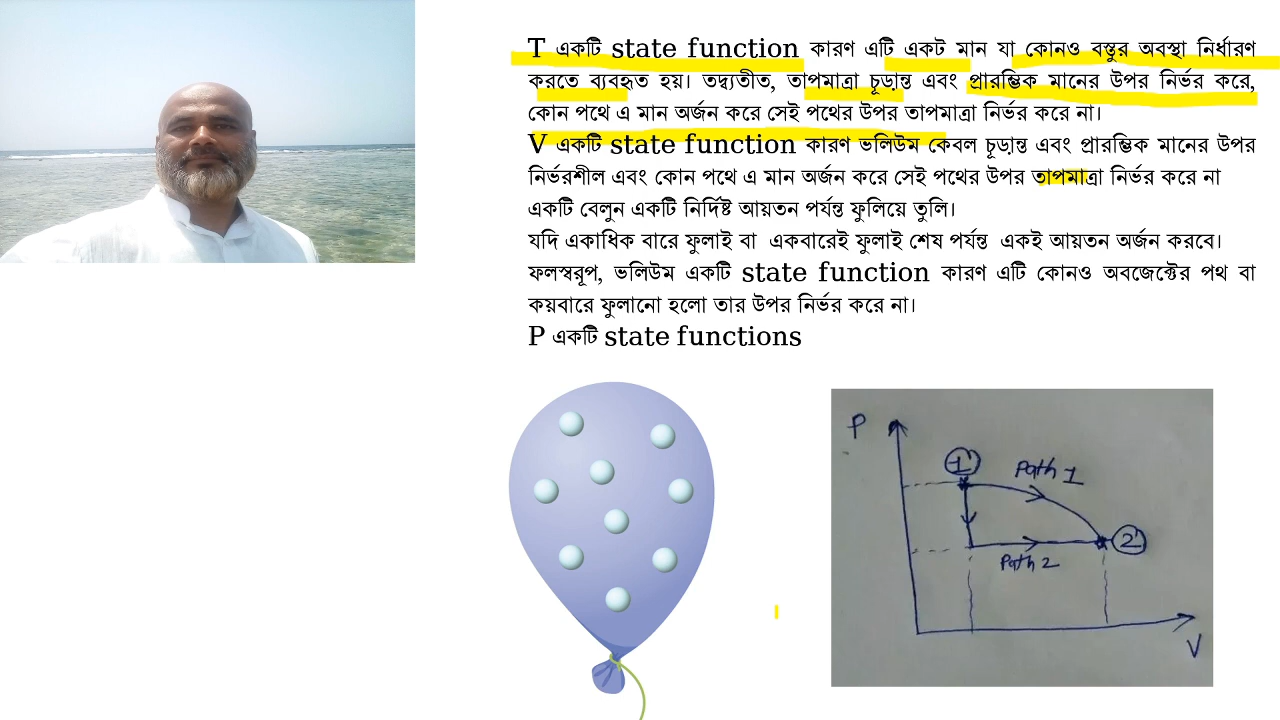 T একটি state function কারণ এটি একট মান যা কোনও বস্তুর অবস্থা নির্ধারণ
করতে ব্যবহৃত হয়। তদ্ব্যতীত, তাপমাত্রা চূড়ান্ত এবং প্রারম্ভিক মানের উপর নির্ভর করে,
কোন পথে এ মান অর্জন করে সেই পথের উপর তাপমাত্রা নির্ভর করে না।
V একটি state function কারণ ভলিউম কেবল চূড়ান্ত এবং প্রারম্ভিক মানের উপর
নির্ভরশীল এবং কোন পথে এ মান অর্জন করে সেই পথের উপর তাপমাত্রা নির্ভর করে না
একটি বেলুন একটি নির্দিষ্ট আয়তন পর্যন্ত ফুলিয়ে তুলি।
যদি একাধিক বারে ফুলাই বা একবারেই ফুলাই শেষ পর্যন্ত একই আয়তন অর্জন করবে।
ফলস্বরূপ, ভলিউম একটি state function কারণ এটি কোনও অবজেক্টের পথ বা
কয়বারে ফুলানো হলো তার উপর নির্ভর করে না।
P একটি state functions
P
1
Path 1
2
Path 2
V